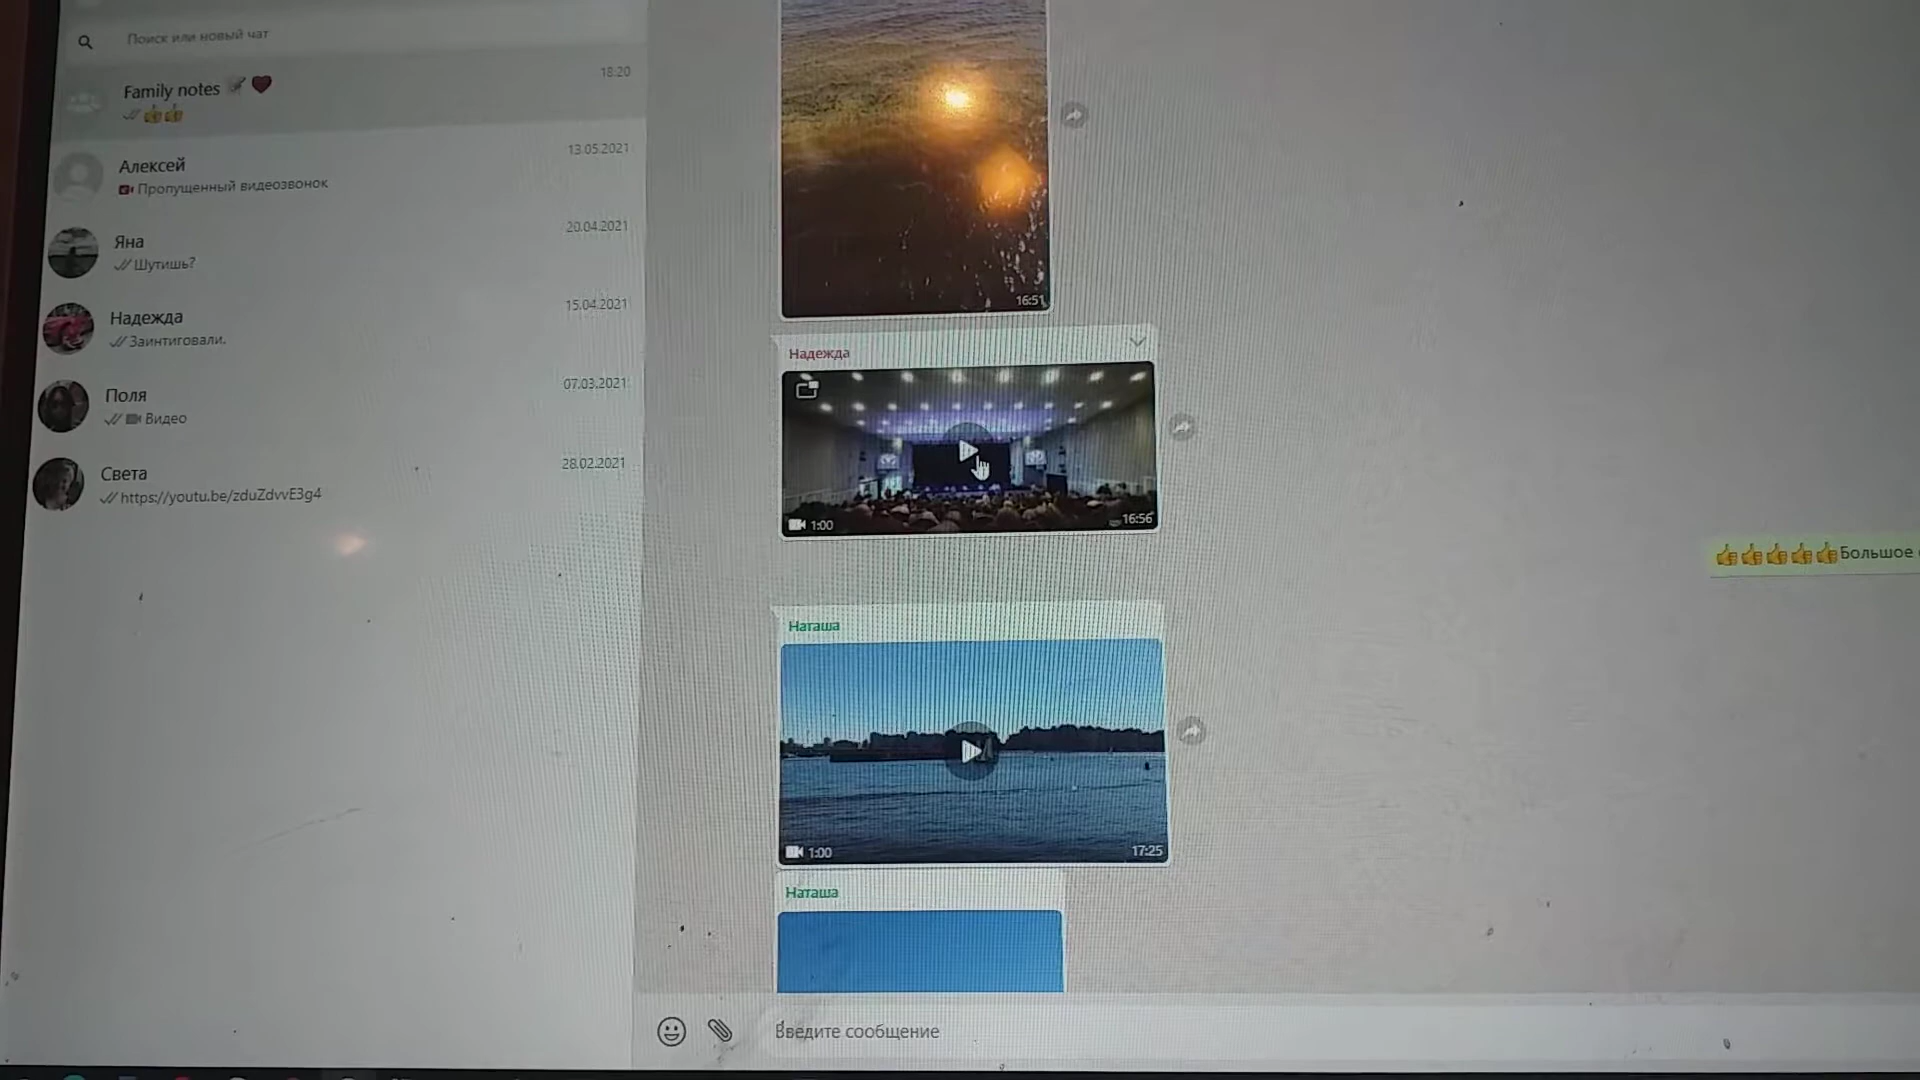 Поиск или новый чат
Family notes
18:20
Алексей
13.05.2021
Пропущенный видеозвонок
Яна
20.04.2021
Шутишь?
Надежда
15.04.2021
Заинтиговали.
Поля
07.03.2021
Видео
Света
28.02.2021
https://youtu.be/zduZdvvE3g4
16:51
Надежда
1:00
16:56
Большое
Наташа
1:00
17:25
Наташа
Введите сообщение